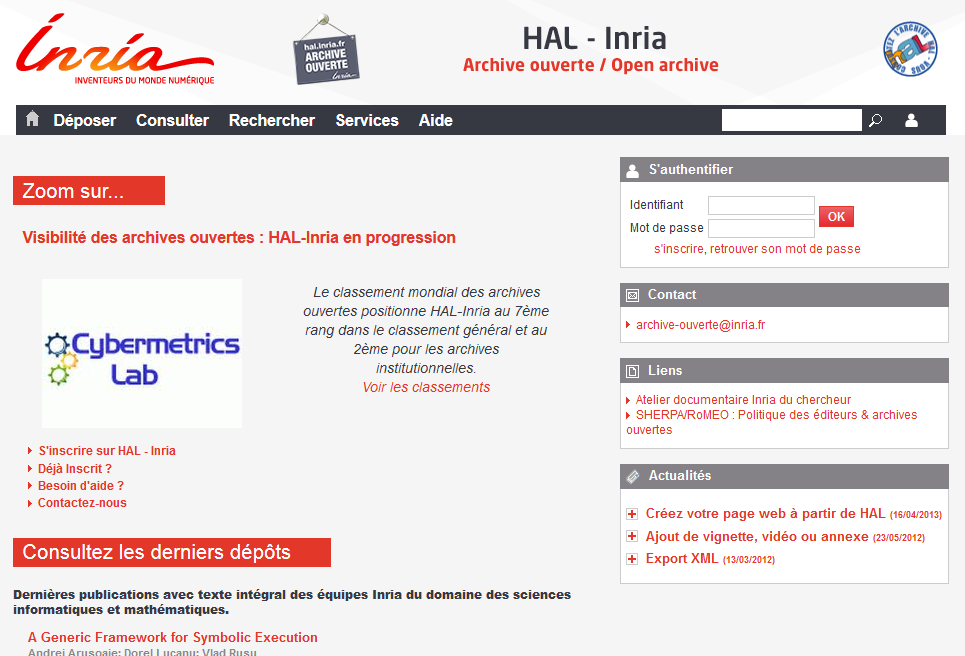 Inria
INVENTEURS DU MONDE NUMÉRIQUE
hal.inria.fr
ARCHIVE
OUVERTE
Inria
HAL - Inria
Archive ouverte / Open archive
Déposer Consulter Rechercher Services Aide
Zoom sur...
Visibilité des archives ouvertes : HAL-Inria en progression
Cybermetrics
Lab
Le classement mondial des archives
ouvertes positionne HAL-Inria au 7ème
rang dans le classement général et au
2ème pour les archives
institutionnelles.
Voir les classements
S'inscrire sur HAL - Inria
Déjà Inscrit ?
Besoin d'aide ?
Contactez-nous
Consultez les derniers dépôts
Dernières publications avec texte intégral des équipes Inria du domaine des sciences
informatiques et mathématiques.
A Generic Framework for Symbolic Execution
Andrei Arusoaie; Dorel Lucanu; Vlad Rusu
S'authentifier
Identifiant
Mot de passe
OK
s'inscrire, retrouver son mot de passe
Contact
archive-ouverte@inria.fr
Liens
Atelier documentaire Inria du chercheur
SHERPA/RoMEO : Politique des éditeurs & archives
ouvertes
Actualités
Créez votre page web à partir de HAL (16/04/2013)
Ajout de vignette, vidéo ou annexe (23/05/2012)
Export XML (13/03/2012)